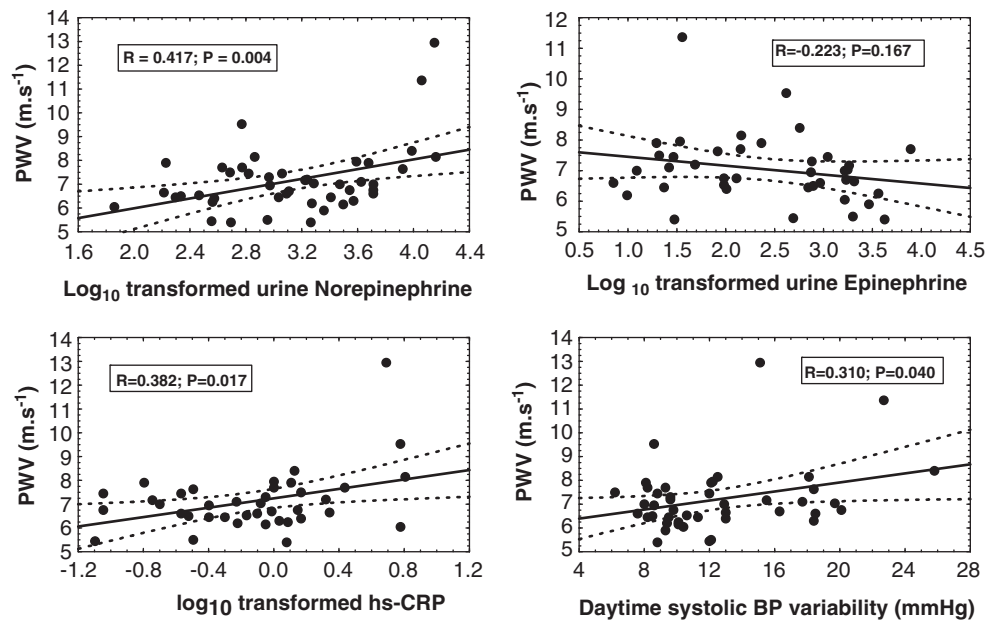 14
13
12
11
10
9
8
7
6
5
PWV (m.s-1)
R = 0.417; P = 0.004
1.6 2.0 2.4 2.8 3.2 3.6 4.0 4.4
Log10 transformed urine Norepinephrine
12
11
10
9
8
7
6
5
PWV (m.s-1)
R=-0.223; P=0.167
0.5 1.0 1.5 2.0 2.5 3.0 3.5 4.0 4.5
Log 10 transformed urine Epinephrine
14
13
12
11
10
9
8
7
6
5
PWV (m.s-1)
R=0.382; P=0.017
-1.2 -0.8 -0.4 0.0 0.4 0.8 1.2
log10 transformed hs-CRP
14
13
12
11
10
9
8
7
6
5
PWV (m.s-1)
R=0.310; P=0.040
4 8 12 16 20 24 28
Daytime systolic BP variability (mmHg)